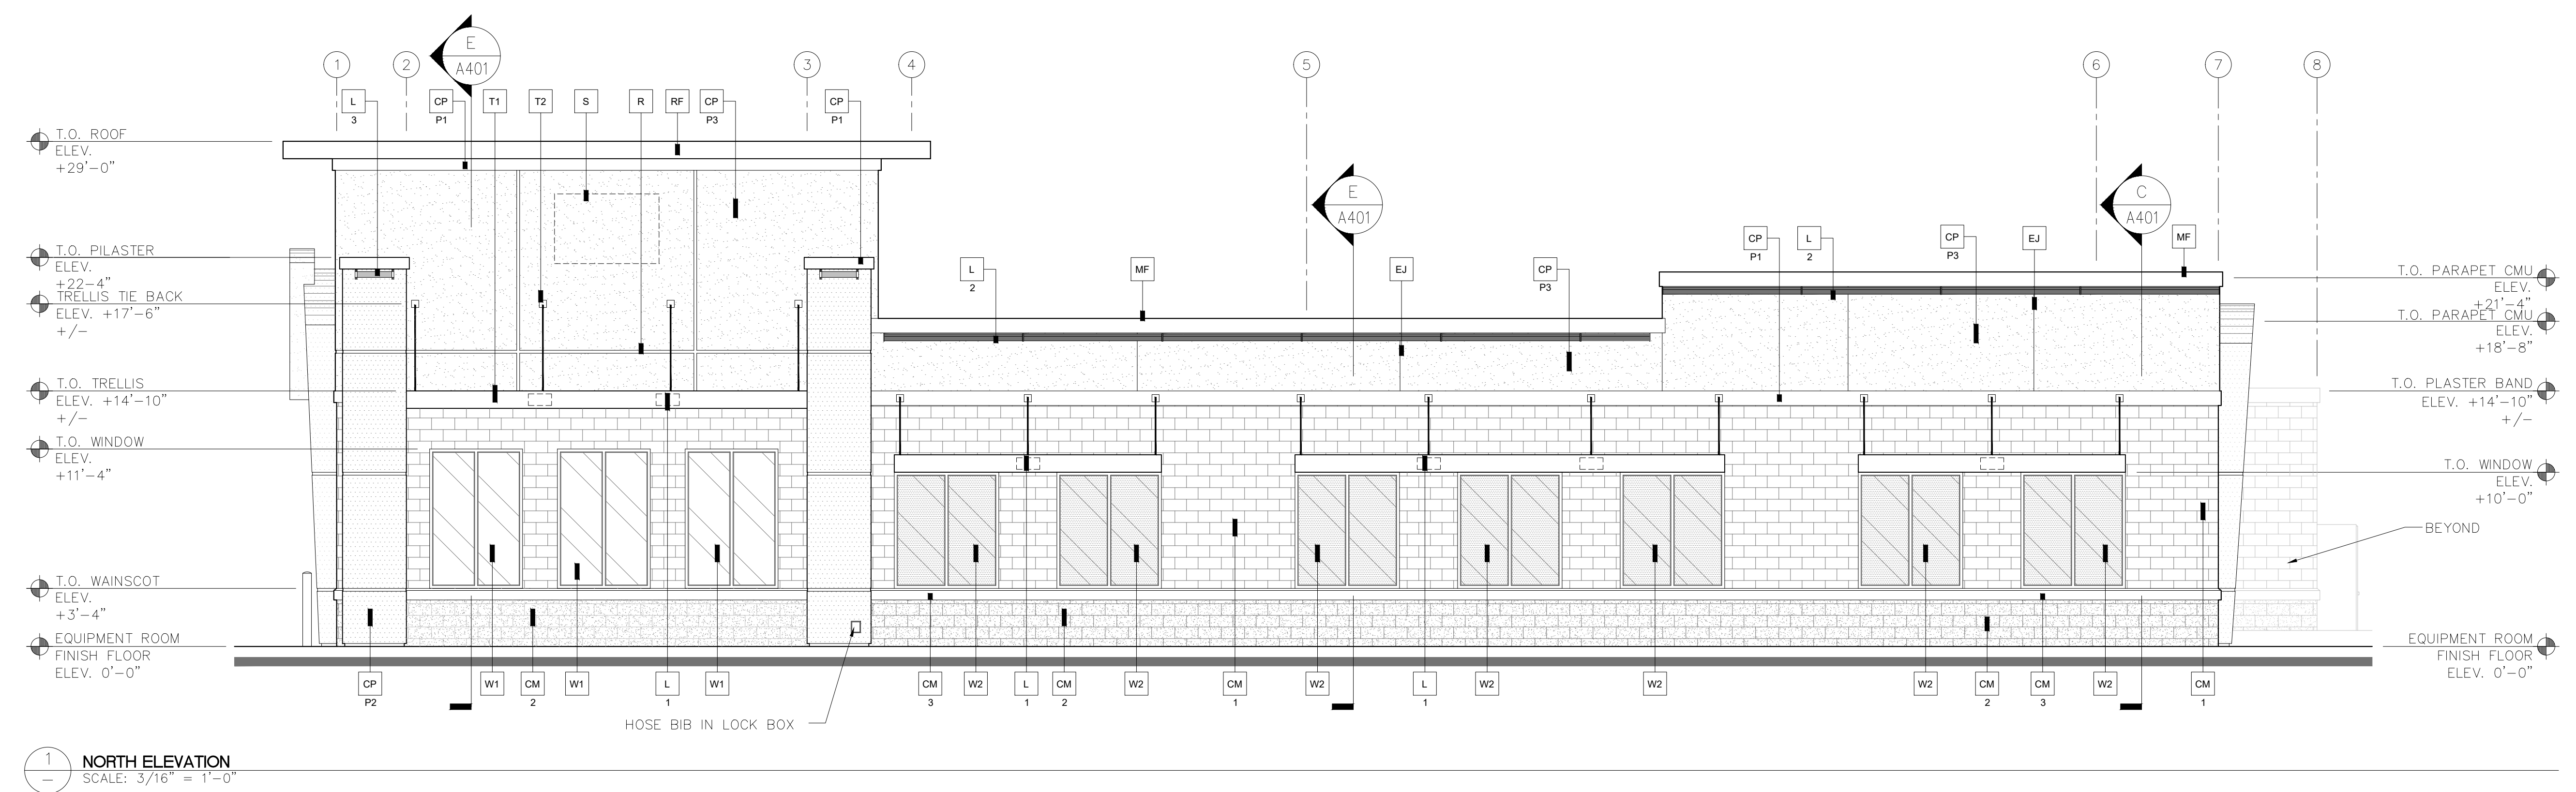 E
A401
1
2
3
4
5
6
7
8
L
3
CP
P1
T1
T2
S
R
RF
CP
P3
CP
P1
T.O. ROOF
ELEV.
+29'-0"
E
A401
C
A401
T.O. PILASTER
ELEV.
+22'-4"
TRELLIS TIE BACK
ELEV. +17'-6"
+/-
L
2
MF
EJ
CP
P3
CP
P1
L
2
CP
P3
EJ
MF
T.O. PARAPET CMU
ELEV.
+21'-4"
T.O. PARAPET CMU
ELEV.
+18'-8"
T.O. TRELLIS
ELEV. +14'-10"
+/-
T.O. PLASTER BAND
ELEV. +14'-10"
+/-
T.O. WINDOW
ELEV.
+11'-4"
T.O. WINDOW
ELEV.
+10'-0"
BEYOND
T.O. WAINSCOT
ELEV.
+3'-4"
EQUIPMENT ROOM
FINISH FLOOR
ELEV. 0'-0"
EQUIPMENT ROOM
FINISH FLOOR
ELEV. 0'-0"
CP
P2
W1
CM
2
W1
L
1
W1
CM
3
W2
L
1
CM
2
W2
CM
1
W2
L
1
W2
W2
W2
CM
2
CM
3
W2
CM
1
HOSE BIB IN LOCK BOX
1
–
NORTH ELEVATION
SCALE: 3/16" = 1'-0"